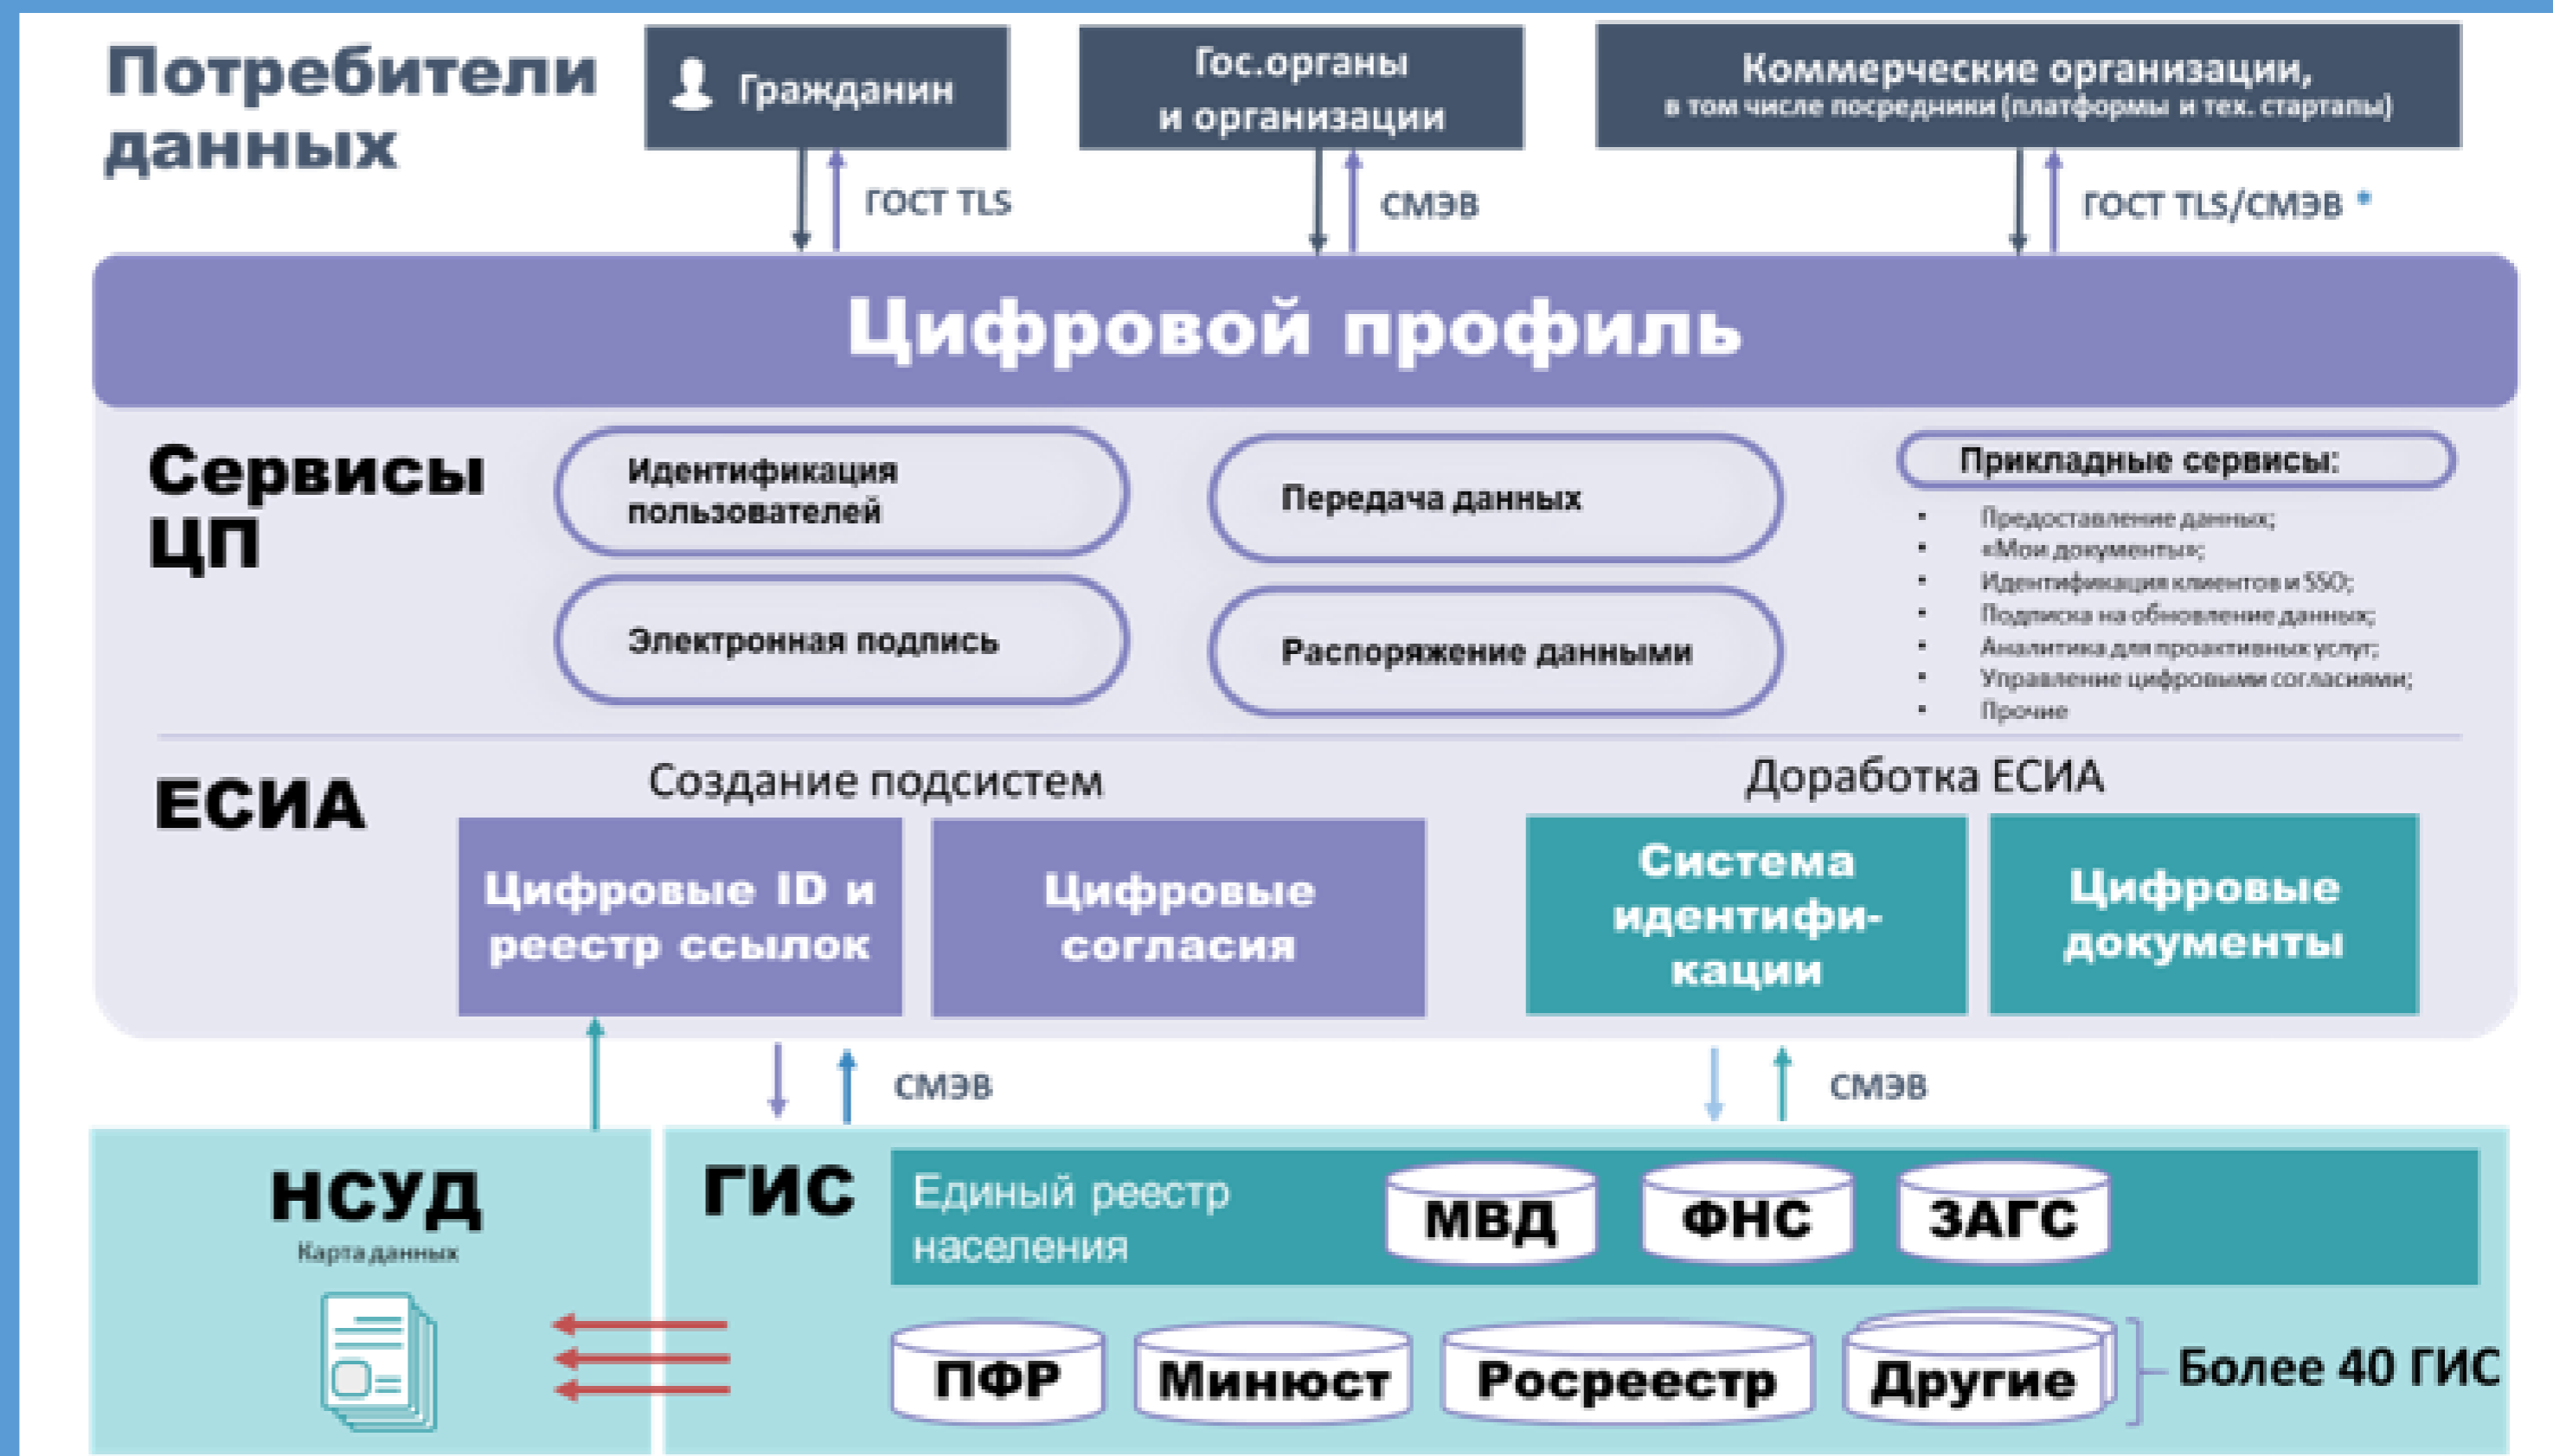 Потребители
данных
Гражданин
Гос.органы
и организации
Коммерческие организации,
в том числе посредники (платформы и тех. стартапы)
ГОСТ TLS
СМЭВ
ГОСТ TLS/СМЭВ *
Цифровой профиль
Сервисы
ЦП
Идентификация
пользователей
Передача данных
Электронная подпись
Распоряжение данными
Прикладные сервисы:
• Предоставление данных;
• «Мои документы»;
• Идентификация клиентов и SSO;
• Подписка на обновление данных;
• Аналитика для проактивных услуг;
• Управление цифровыми согласиями;
• Прочие
ЕСИА
Создание подсистем
Доработка ЕСИА
Цифровые ID и
реестр ссылок
Цифровые
согласия
Система
идентифи-
кации
Цифровые
документы
СМЭВ
СМЭВ
НСУД
Карта данных
ГИС
Единый реестр
населения
МВД
ФНС
ЗАГС
ПФР
Минюст
Росреестр
Другие
Более 40 ГИС